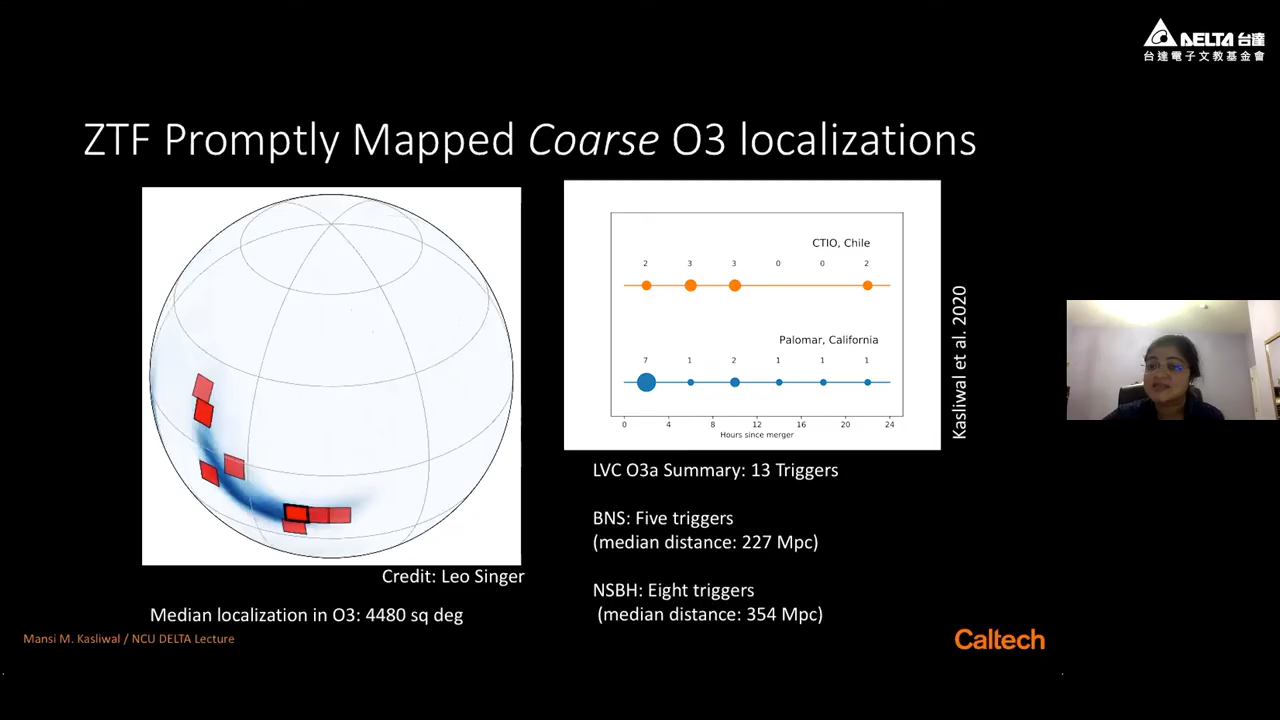 DELTA 台達
台達電子文教基金會
ZTF Promptly Mapped Coarse O3 localizations
CTIO, Chile
2 3 3 0 0 2
Palomar, California
7 1 2 1 1 1
0 4 8 12 16 20 24
Hours since merger
Kasliwal et al. 2020
Credit: Leo Singer
Median localization in O3: 4480 sq deg
LVC O3a Summary: 13 Triggers
BNS: Five triggers
(median distance: 227 Mpc)
NSBH: Eight triggers
(median distance: 354 Mpc)
Mansi M. Kasliwal / NCU DELTA Lecture
Caltech